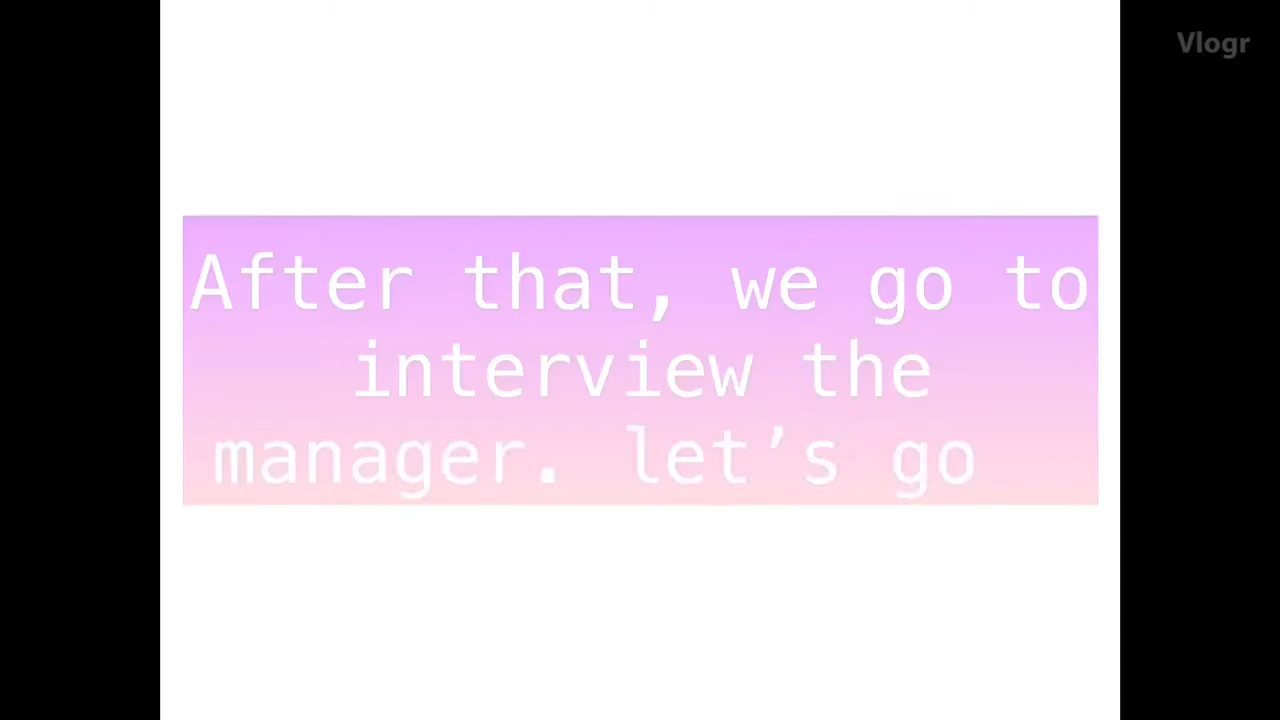 Vlogr
After that, we go to
interview the
manager. let’s go